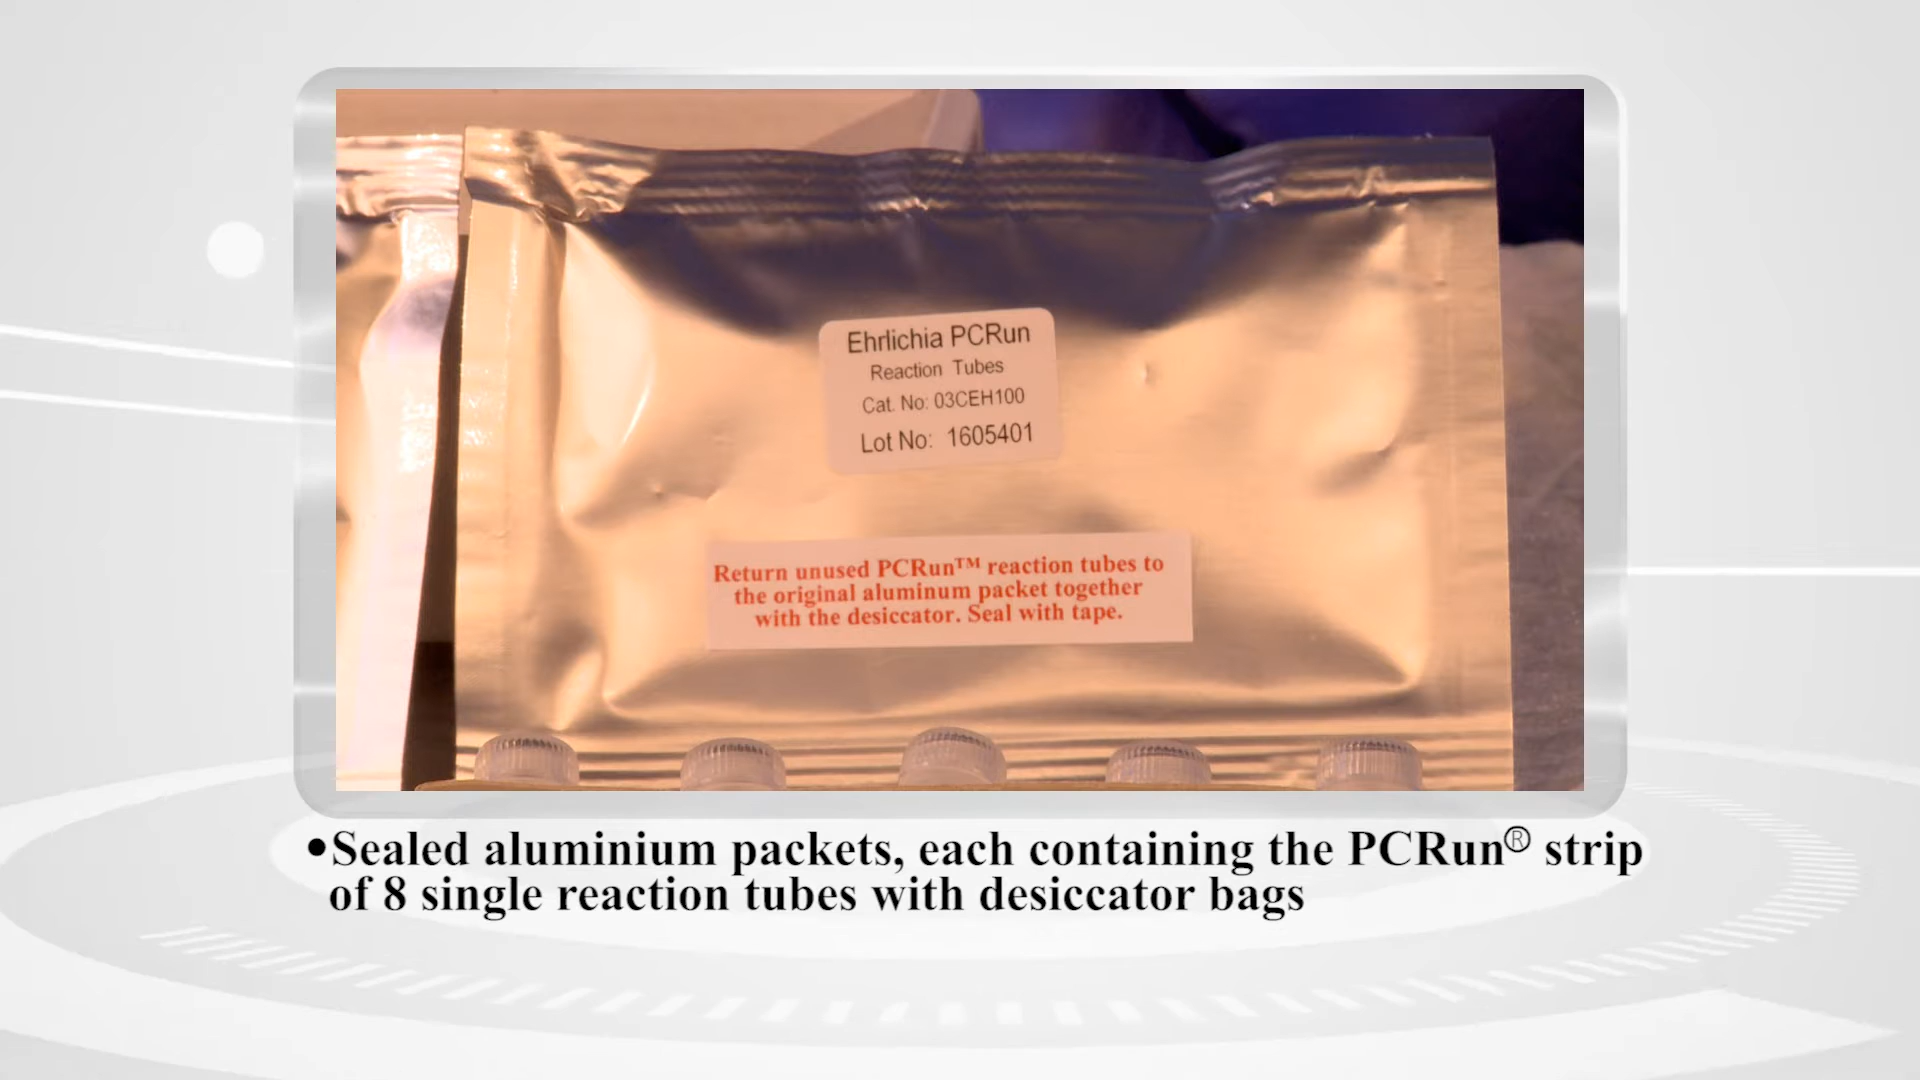 Ehrlichia PCRun
Reaction Tubes
Cat. No: 03CEH100
Lot No: 1605401
Return unused PCRun™ reaction tubes to
the original aluminum packet together
with the desiccator. Seal with tape.
•Sealed aluminium packets, each containing the PCRun® strip
of 8 single reaction tubes with desiccator bags